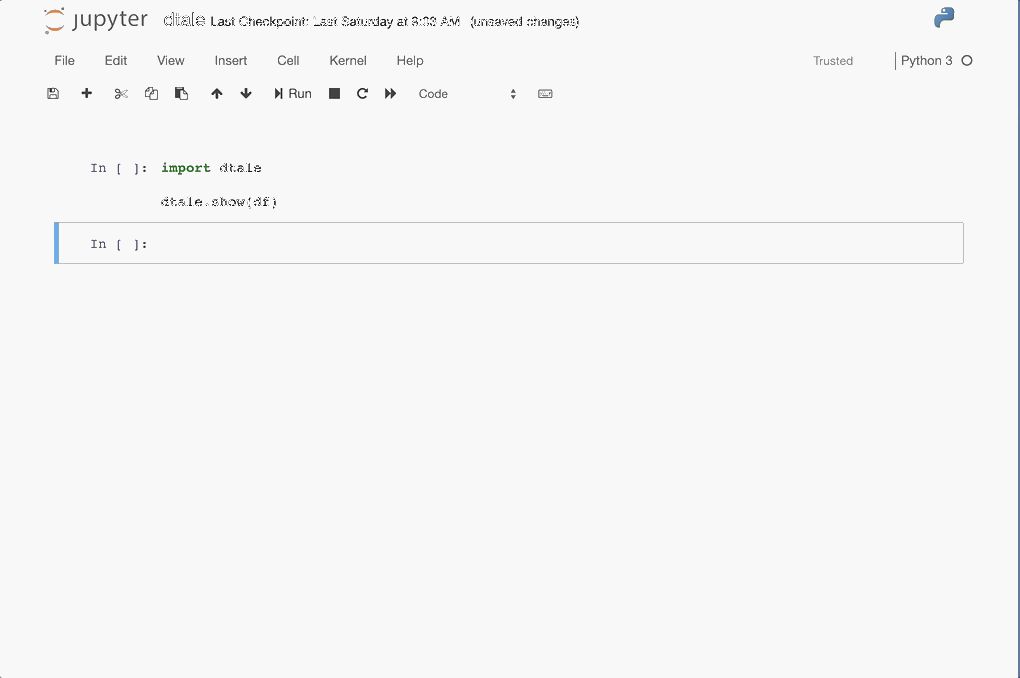 jupyter dtale Last Checkpoint: Last Saturday at 9:33 AM (unsaved changes)
File Edit View Insert Cell Kernel Help Trusted Python 3
Run Code
In [ ]: import dtale
dtale.show(df)
In [ ]: